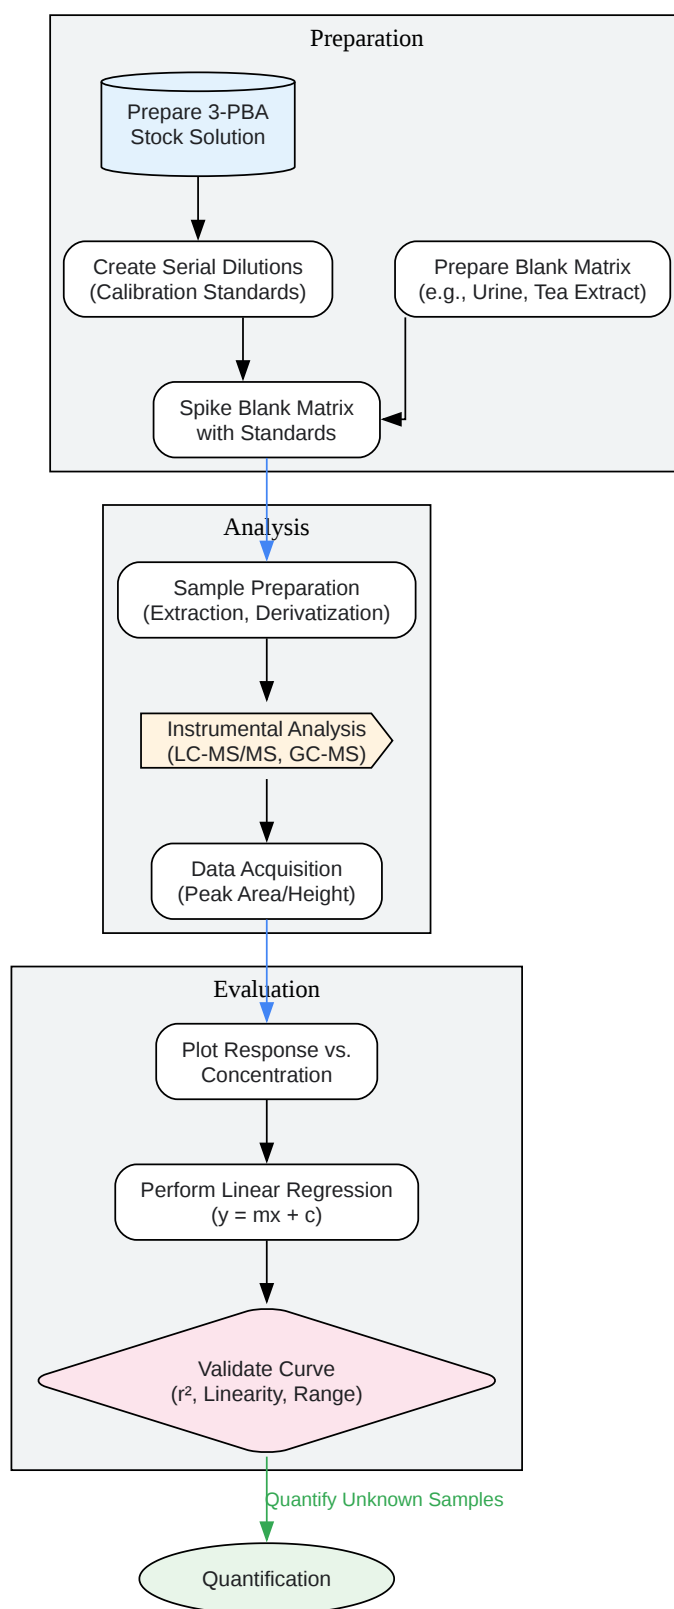 Preparation
Prepare 3-PBA
Stock Solution
Create Serial Dilutions
(Calibration Standards)
Prepare Blank Matrix
(e.g., Urine, Tea Extract)
Spike Blank Matrix
with Standards
Analysis
Sample Preparation
(Extraction, Derivatization)
Instrumental Analysis
(LC-MS/MS, GC-MS)
Data Acquisition
(Peak Area/Height)
Evaluation
Plot Response vs.
Concentration
Perform Linear Regression
(y = mx + c)
Validate Curve
(r², Linearity, Range)
Quantify Unknown Samples
Quantification